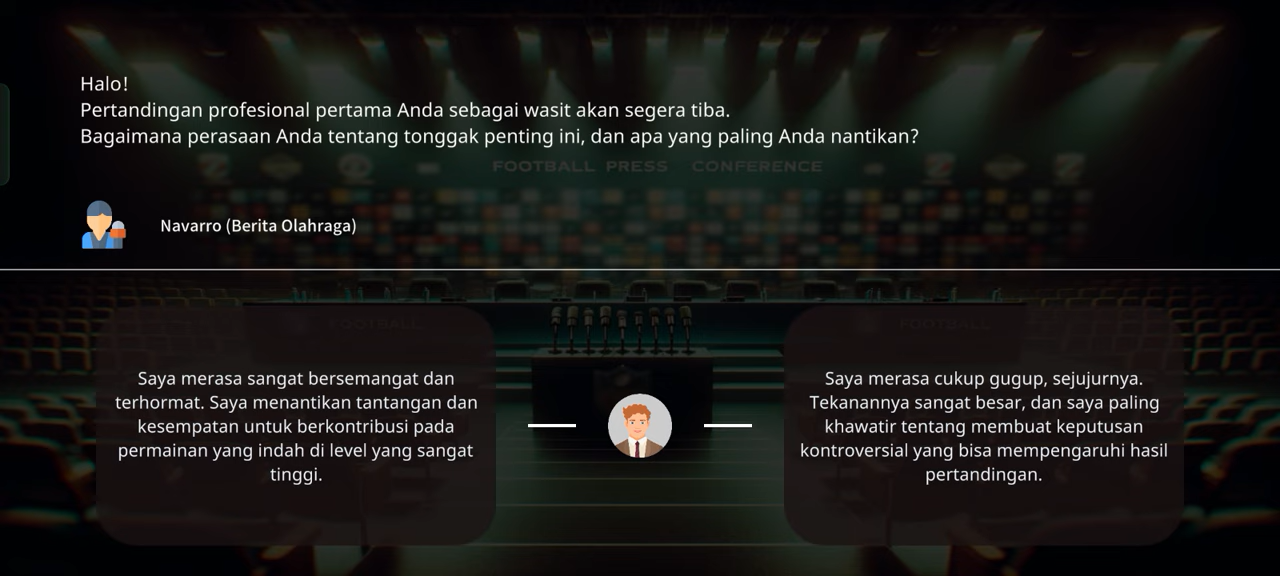 Halo!
Pertandingan profesional pertama Anda sebagai wasit akan segera tiba.
Bagaimana perasaan Anda tentang tonggak penting ini, dan apa yang paling Anda nantikan?
FOOTBALL PRESS CONFERENCE
Navarro (Berita Olahraga)
FOOTBALL
FOOTBALL
Saya merasa sangat bersemangat dan
terhormat. Saya menantikan tantangan dan
kesempatan untuk berkontribusi pada
permainan yang indah di level yang sangat
tinggi.
Saya merasa cukup gugup, sejujurnya.
Tekanannya sangat besar, dan saya paling
khawatir tentang membuat keputusan
kontroversial yang bisa mempengaruhi hasil
pertandingan.